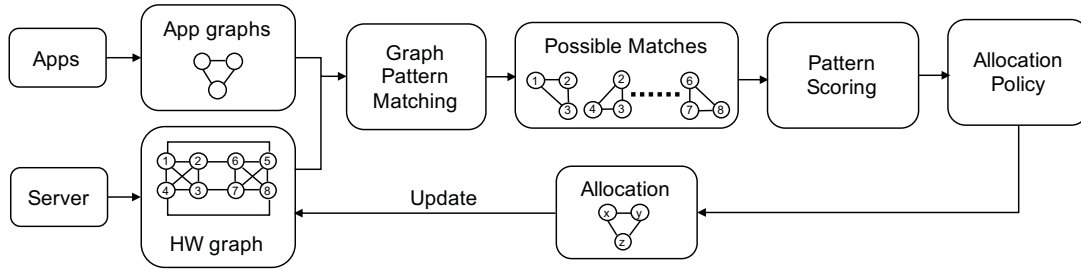 Apps
App graphs
Graph
Pattern
Matching
Possible Matches
1 2 3
2 4 3
6 7 8
Pattern
Scoring
Allocation
Policy
Server
1 2 6 5
4 3 7 8
HW graph
Update
Allocation
x y
z